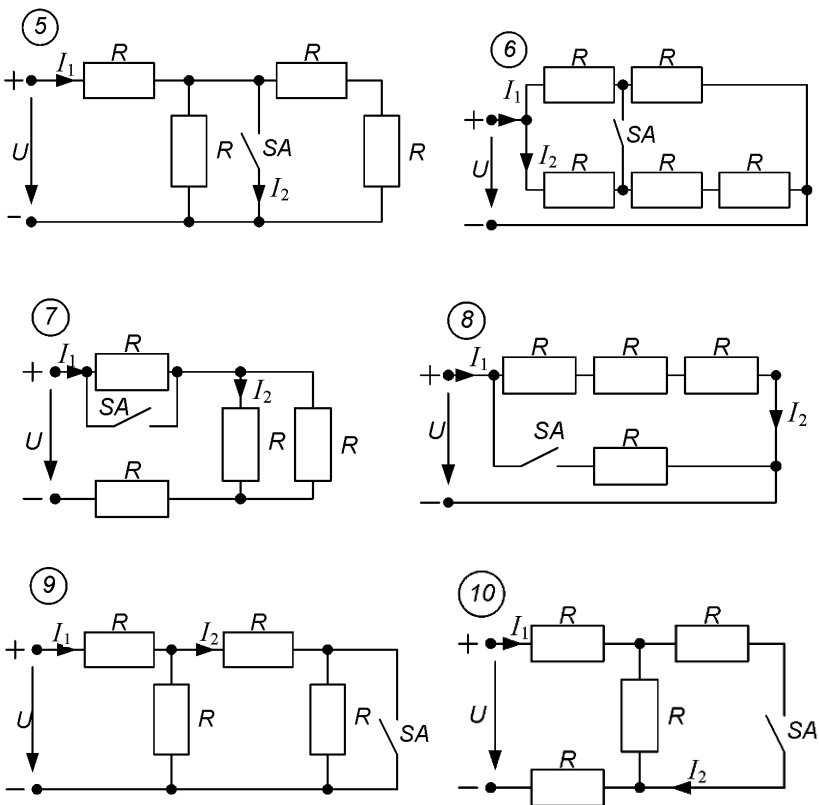 5
6
+ I₁ R R
U R SA R
I₂
−
R R
I₁
+ SA
U I₂ R R R
−
7
8
+ I₁ R
SA I₂
U R R
R
−
+ I₁ R R R
I₂
U SA R
−
9
10
+ I₁ R I₂ R
U R R SA
−
+ I₁ R R
U R SA
R I₂
−